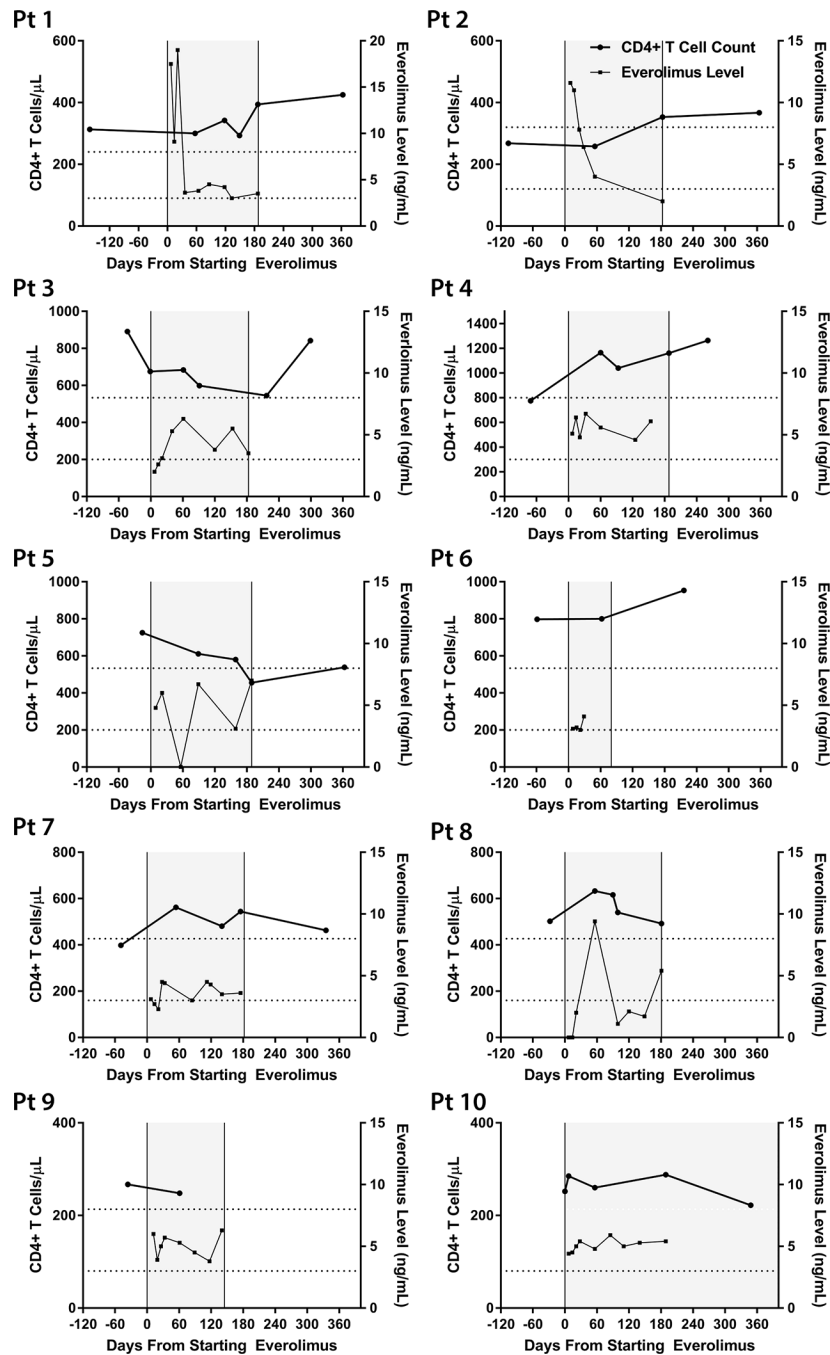 Pt 1
600
400
200
0
CD4+ T Cells/μL
20
15
10
5
0
Everolimus Level (ng/mL)
-120 -60 0 60 120 180 240 300 360
Days From Starting Everolimus
Pt 2
CD4+ T Cell Count
Everolimus Level
600
400
200
0
CD4+ T Cells/μL
15
10
5
0
Everolimus Level (ng/mL)
-120 -60 0 60 120 180 240 300 360
Days From Starting Everolimus
Pt 3
1000
800
600
400
200
0
CD4+ T Cells/μL
15
10
5
0
Everloimus Level (ng/mL)
-120 -60 0 60 120 180 240 300 360
Days From Starting Everolimus
Pt 4
1400
1200
1000
800
600
400
200
0
CD4+ T Cells/μL
15
10
5
0
Everolimus Level (ng/mL)
-120 -60 0 60 120 180 240 300 360
Days From Starting Everolimus
Pt 5
1000
800
600
400
200
0
CD4+ T Cells/μL
15
10
5
0
Everolimus Level (ng/mL)
-120 -60 0 60 120 180 240 300 360
Days From Starting Everolimus
Pt 6
1000
800
600
400
200
0
CD4+ T Cells/μL
15
10
5
0
Everolimus Level (ng/mL)
-120 -60 0 60 120 180 240 300 360
Days From Starting Everolimus
Pt 7
800
600
400
200
0
CD4+ T Cells/μL
15
10
5
0
Everolimus Level (ng/mL)
-120 -60 0 60 120 180 240 300 360
Days From Starting Everolimus
Pt 8
800
600
400
200
0
CD4+ T Cells/μL
15
10
5
0
Everolimus Level (ng/mL)
-120 -60 0 60 120 180 240 300 360
Days From Starting Everolimus
Pt 9
400
200
0
CD4+ T Cells/μL
15
10
5
0
Everolimus Level (ng/mL)
-120 -60 0 60 120 180 240 300 360
Days From Starting Everolimus
Pt 10
400
200
0
CD4+ T Cells/μL
15
10
5
0
Everolimus Level (ng/mL)
-120 -60 0 60 120 180 240 300 360
Days From Starting Everolimus